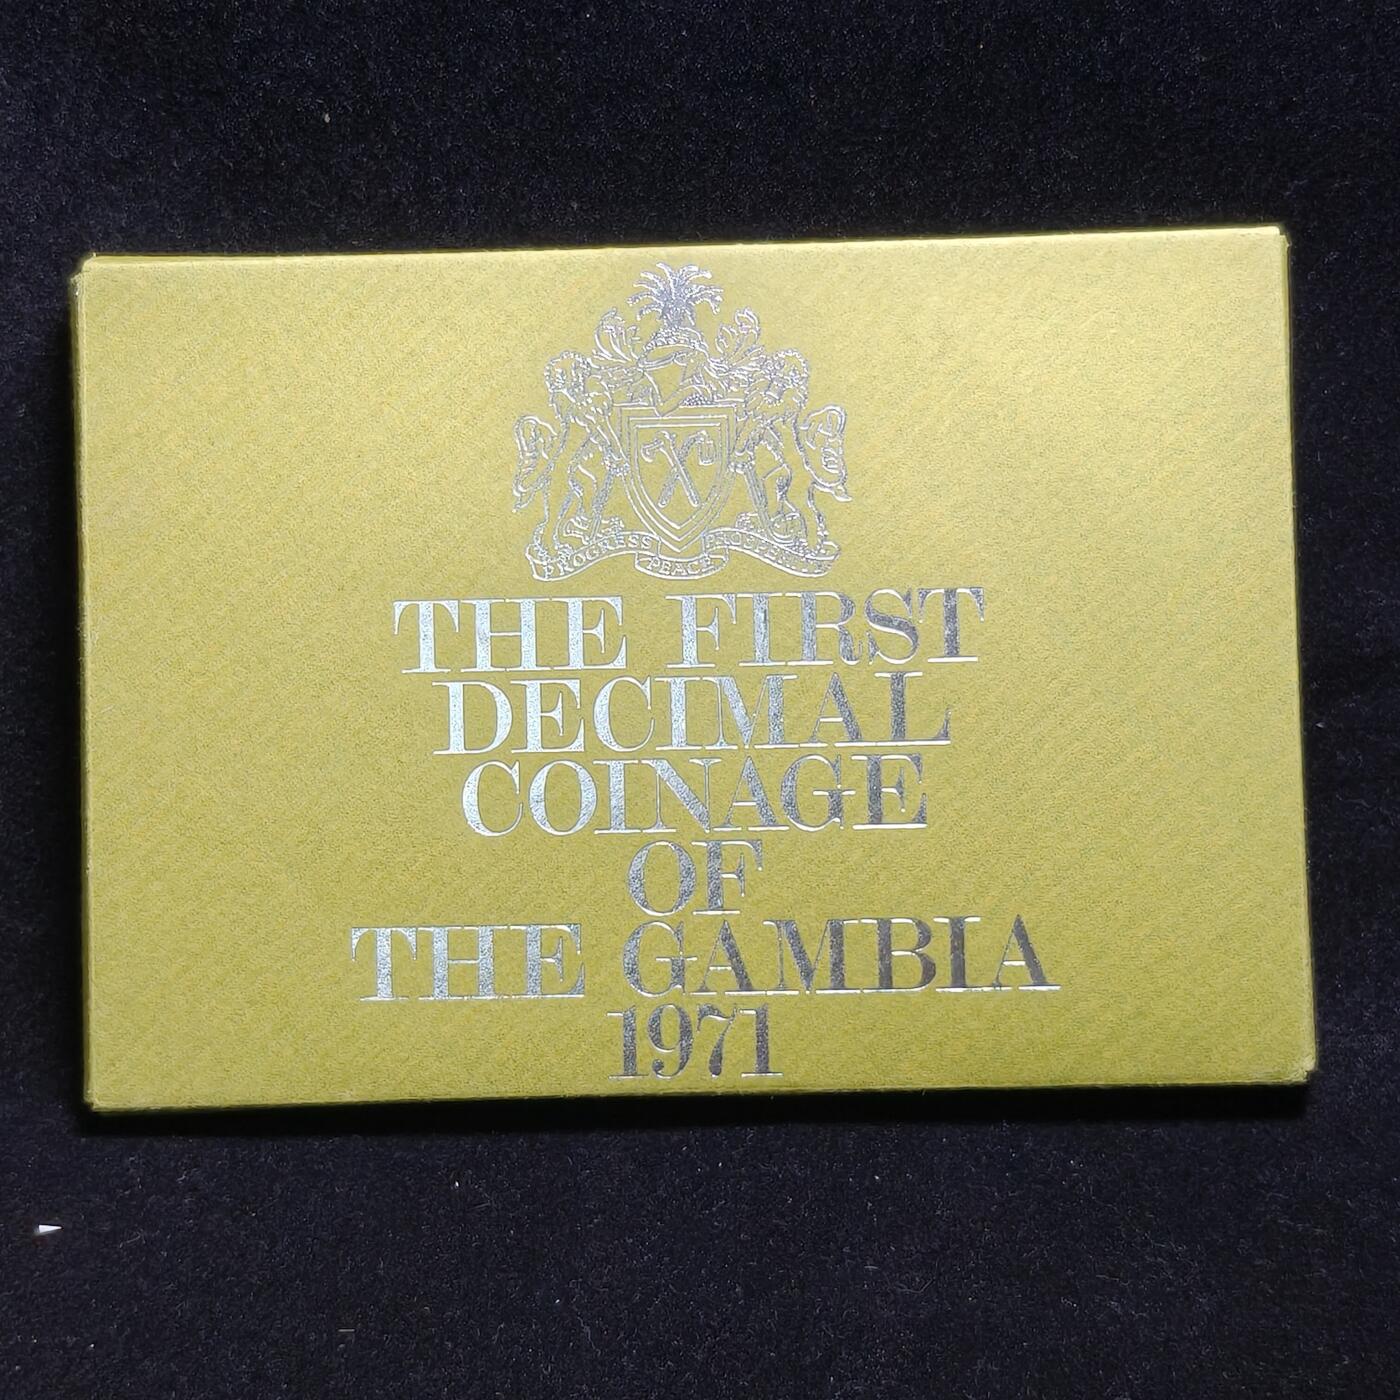 PROGRESS PEACE PROSPERITY
THE FIRST
DECIMAL
COINAGE
OF
THE GAMBIA
1971